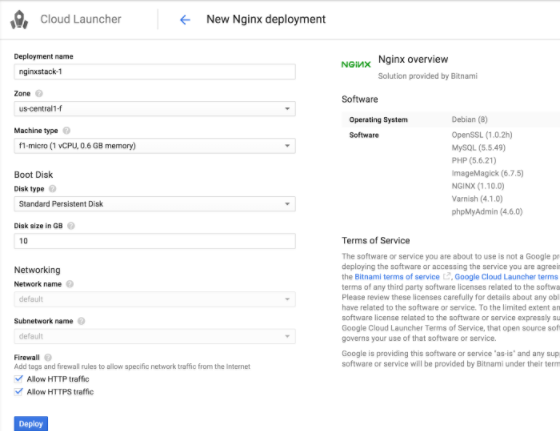 Cloud Launcher
New Nginx deployment
Deployment name
nginxstack-1
Zone
us-central1-f
Machine type
f1-micro (1 vCPU, 0.6 GB memory)
Boot Disk
Disk type
Standard Persistent Disk
Disk size in GB
10
Networking
Network name
default
Subnetwork name
default
Firewall
Add tags and firewall rules to allow specific network traffic from the Internet
Allow HTTP traffic
Allow HTTPS traffic
Deploy
NGINX
Nginx overview
Solution provided by Bitnami
Software
Operating System Debian (8)
Software OpenSSL (1.0.2h)
MySQL (5.5.49)
PHP (5.6.21)
ImageMagick (6.7.5)
NGINX (1.10.0)
Varnish (4.1.0)
phpMyAdmin (4.6.0)
Terms of Service
The software or service you are about to use is not a Google pr
deploying the software or accessing the service you are agreei
the Bitnami terms of service , Google Cloud Launcher terms
terms of any third party software licenses related to the softwa
Please review these licenses carefully for details about any obl
have related to the software or service. To the limited extent an
software license related to the software or service expressly su
Google Cloud Launcher Terms of Service, that open source soft
governs your use of that software or service.
Google is providing this software or service "as-is" and any sup
software or service will be provided by Bitnami under their term